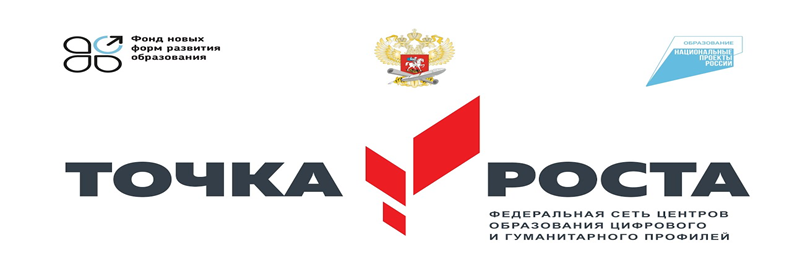 Фонд новых
форм развития
образования
ОБРАЗОВАНИЕ
НАЦИОНАЛЬНЫЕ
ПРОЕКТЫ
РОССИИ
ТОЧКА РОСТА
ФЕДЕРАЛЬНАЯ СЕТЬ ЦЕНТРОВ
ОБРАЗОВАНИЯ ЦИФРОВОГО
И ГУМАНИТАРНОГО ПРОФИЛЕЙ